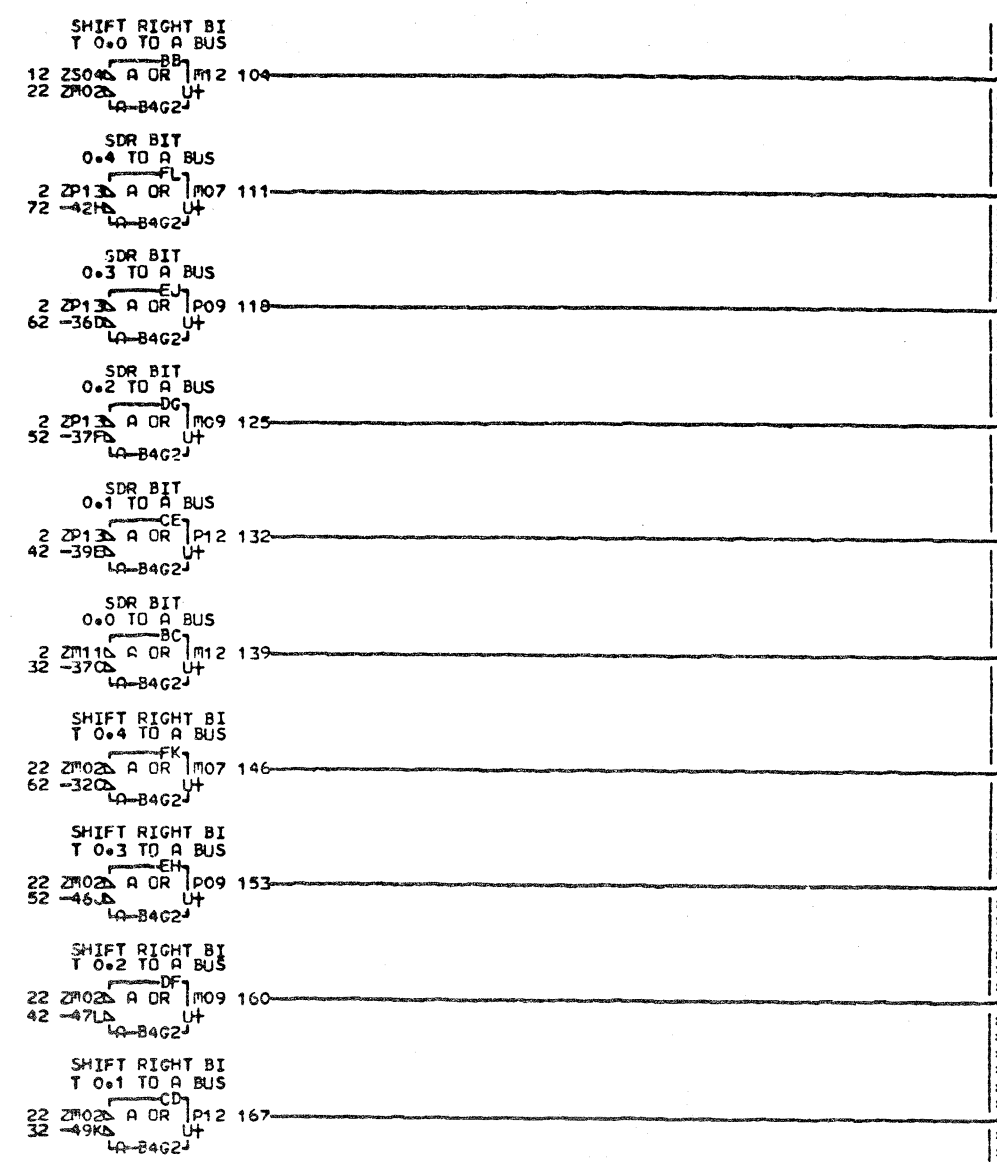 SHIFT RIGHT BI
T 0.0 TO A BUS
BB
12 ZS04 A OR M12 104
22 ZM02 U+
A-B4G2
SDR BIT
0.4 TO A BUS
FL
2 ZP13 A OR M07 111
72 -42H U+
A-B4G2
SDR BIT
0.3 TO A BUS
EJ
2 ZP13 A OR P09 118
62 -36D U+
A-B4G2
SDR BIT
0.2 TO A BUS
DG
2 ZP13 A OR M09 125
52 -37F U+
A-B4G2
SDR BIT
0.1 TO A BUS
CE
2 ZP13 A OR P12 132
42 -39E U+
A-B4G2
SDR BIT
0.0 TO A BUS
BC
2 ZM11 A OR M12 139
32 -37C U+
A-B4G2
SHIFT RIGHT BI
T 0.4 TO A BUS
FK
22 ZM02 A OR M07 146
62 -32C U+
A-B4G2
SHIFT RIGHT BI
T 0.3 TO A BUS
EH
22 ZM02 A OR P09 153
52 -46J U+
A-B4G2
SHIFT RIGHT BI
T 0.2 TO A BUS
DF
22 ZM02 A OR M09 160
42 -47L U+
A-B4G2
SHIFT RIGHT BI
T 0.1 TO A BUS
CD
22 ZM02 A OR P12 167
32 -49K U+
A-B4G2